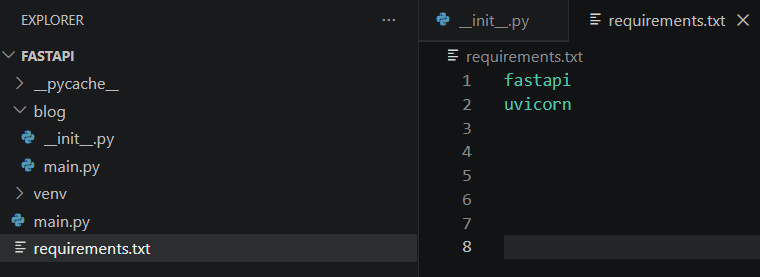 EXPLORER
FASTAPI
__pycache__
blog
__init__.py
main.py
venv
main.py
requirements.txt
__init__.py
requirements.txt
requirements.txt
1 fastapi
2 uvicorn
3
4
5
6
7
8